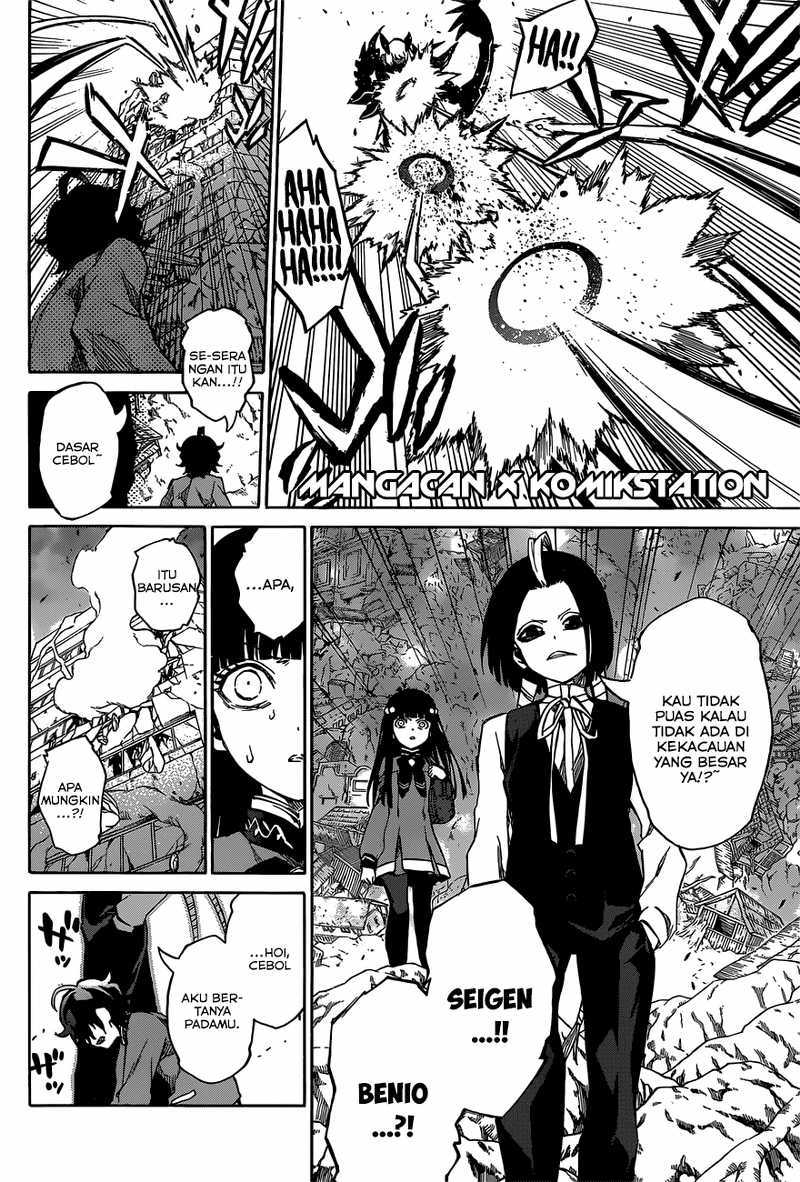 HA!!
AHA
HAHA
HA!!!!
SE-SERA
NGAN ITU
KAN...!!
DASAR
CEBOL~
MANGACAN X KOMIKSTATION
KAU TIDAK
PUAS KALAU
TIDAK ADA DI
KEKACAUAN
YANG BESAR
YA!?~
SEIGEN
...!!
BENIO
...?!
...APA,
ITU
BARUSAN
...
APA
MUNGKIN
...?!
...HOI,
CEBOL
AKU BER-
TANYA
PADAMU.